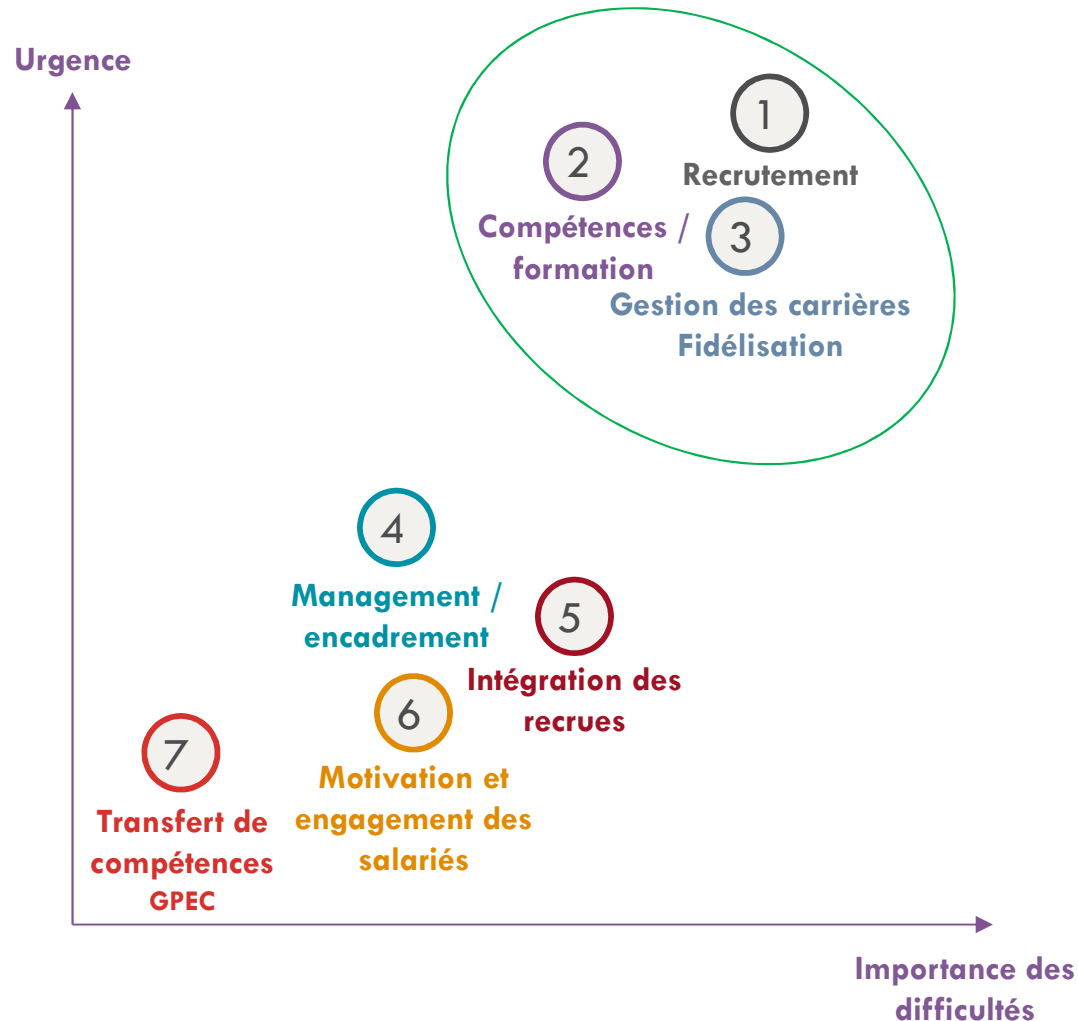 Urgence
1
Recrutement
2
Compétences /
formation
3
Gestion des carrières
Fidélisation
4
Management /
encadrement
5
Intégration des
recrues
6
Motivation et
engagement des
salariés
7
Transfert de
compétences
GPEC
Importance des
difficultés